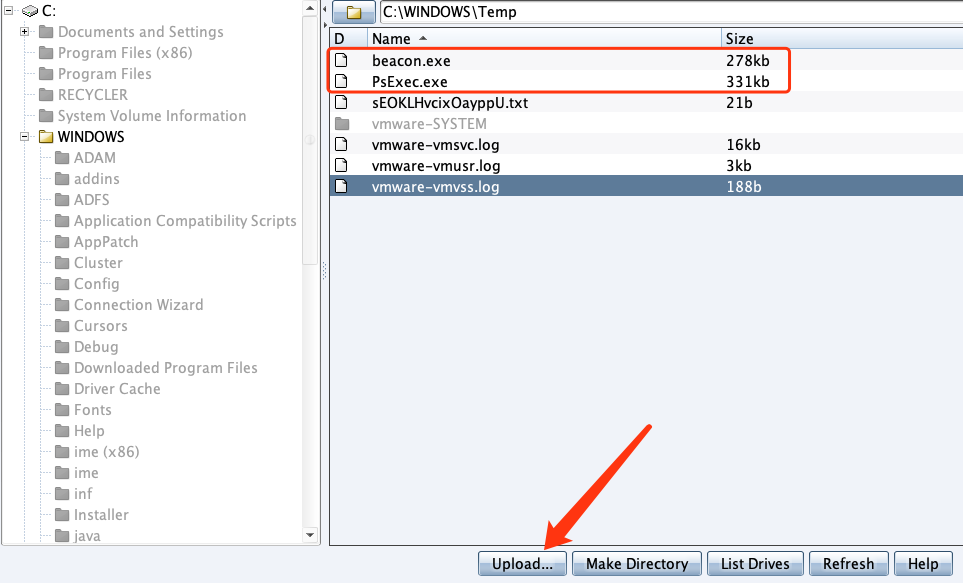 C:
Documents and Settings
Program Files (x86)
Program Files
RECYCLER
System Volume Information
WINDOWS
ADAM
addins
ADFS
Application Compatibility Scripts
AppPatch
Cluster
Config
Connection Wizard
Cursors
Debug
Downloaded Program Files
Driver Cache
Fonts
Help
ime (x86)
ime
inf
Installer
java
C:\WINDOWS\Temp
D Name Size
beacon.exe 278kb
PsExec.exe 331kb
sEOKLHvcixOayppU.txt 21b
vmware-SYSTEM
vmware-vmsvc.log 16kb
vmware-vmusr.log 3kb
vmware-vmvss.log 188b
Upload... Make Directory List Drives Refresh Help